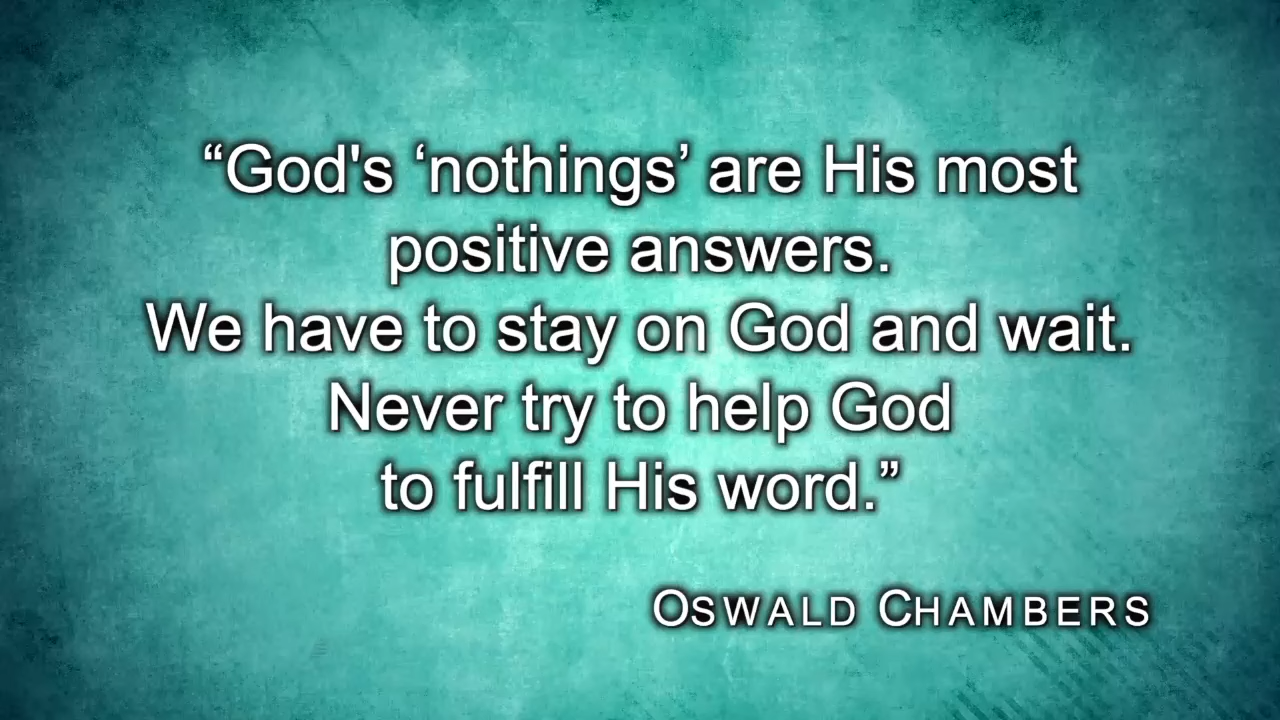 “God's ‘nothings’ are His most
positive answers.
We have to stay on God and wait.
Never try to help God
to fulfill His word.”
OSWALD CHAMBERS